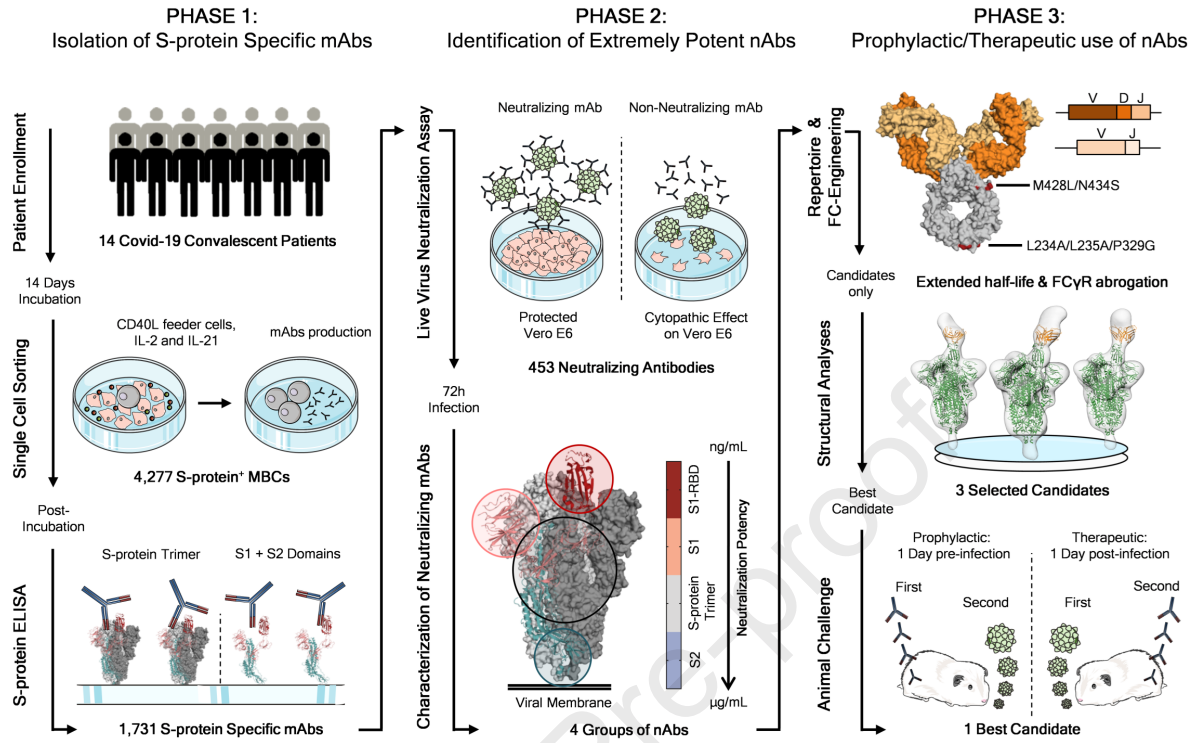 PHASE 1:
Isolation of S-protein Specific mAbs
Patient Enrollment
14 Covid-19 Convalescent Patients
14 Days
Incubation
Single Cell Sorting
CD40L feeder cells,
IL-2 and IL-21
mAbs production
4,277 S-protein⁺ MBCs
Post-
Incubation
S-protein ELISA
S-protein Trimer
S1 + S2 Domains
1,731 S-protein Specific mAbs
PHASE 2:
Identification of Extremely Potent nAbs
Live Virus Neutralization Assay
Neutralizing mAb
Non-Neutralizing mAb
Protected
Vero E6
Cytopathic Effect
on Vero E6
453 Neutralizing Antibodies
72h
Infection
Characterization of Neutralizing mAbs
S1-RBD
S1
S-protein
Trimer
S2
ng/mL
Neutralization Potency
µg/mL
Viral Membrane
4 Groups of nAbs
PHASE 3:
Prophylactic/Therapeutic use of nAbs
Repertoire &
FC-Engineering
V D J
V J
M428L/N434S
L234A/L235A/P329G
Extended half-life & FCγR abrogation
Candidates
only
Structural Analyses
3 Selected Candidates
Best
Candidate
Animal Challenge
Prophylactic:
1 Day pre-infection
First
Second
Therapeutic:
1 Day post-infection
First
Second
1 Best Candidate
Pre-proof